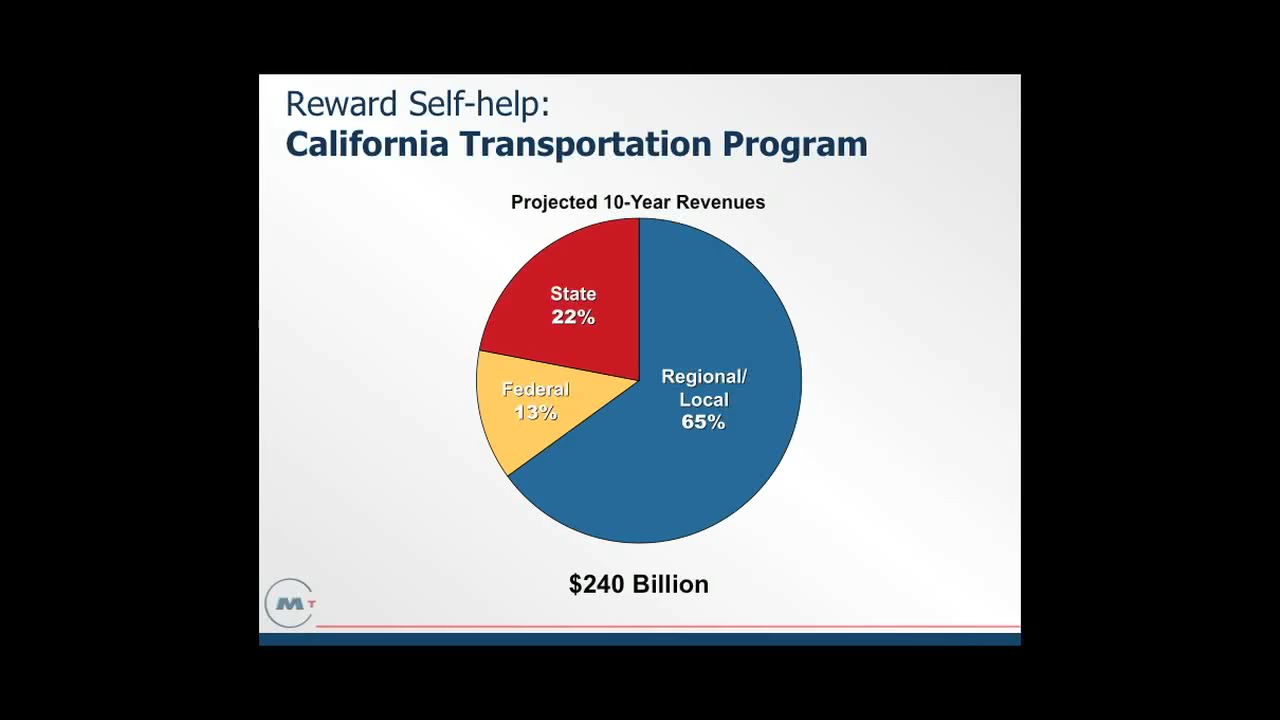 Reward Self-help:
California Transportation Program
Projected 10-Year Revenues
State
22%
Federal
13%
Regional/
Local
65%
$240 Billion
M T